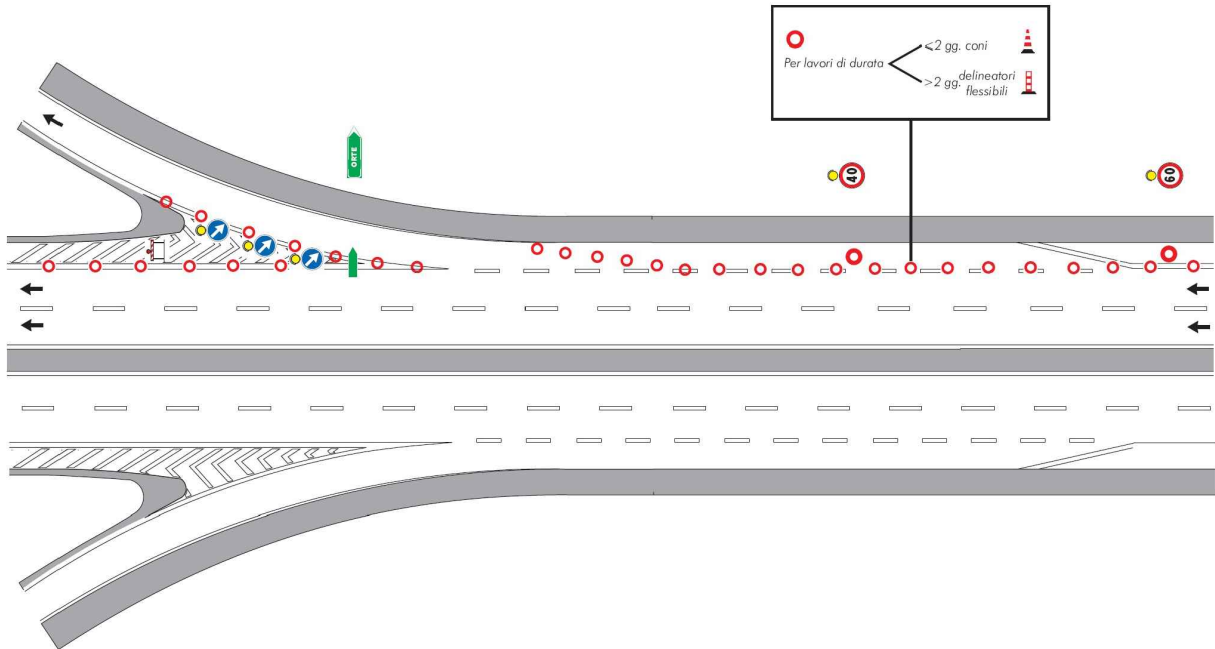 Per lavori di durata
⩽2 gg. coni
>2 gg. delineatori
flessibili
ORTE
40
60